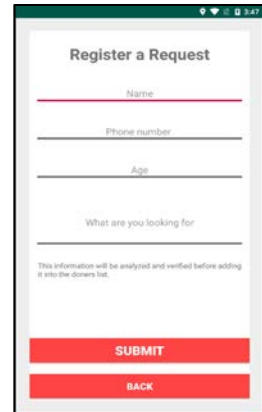 3:47
Register a Request
Name
Phone number
Age
What are you looking for
This information will be analyzed and verified before adding
it into the doners list.
SUBMIT
BACK